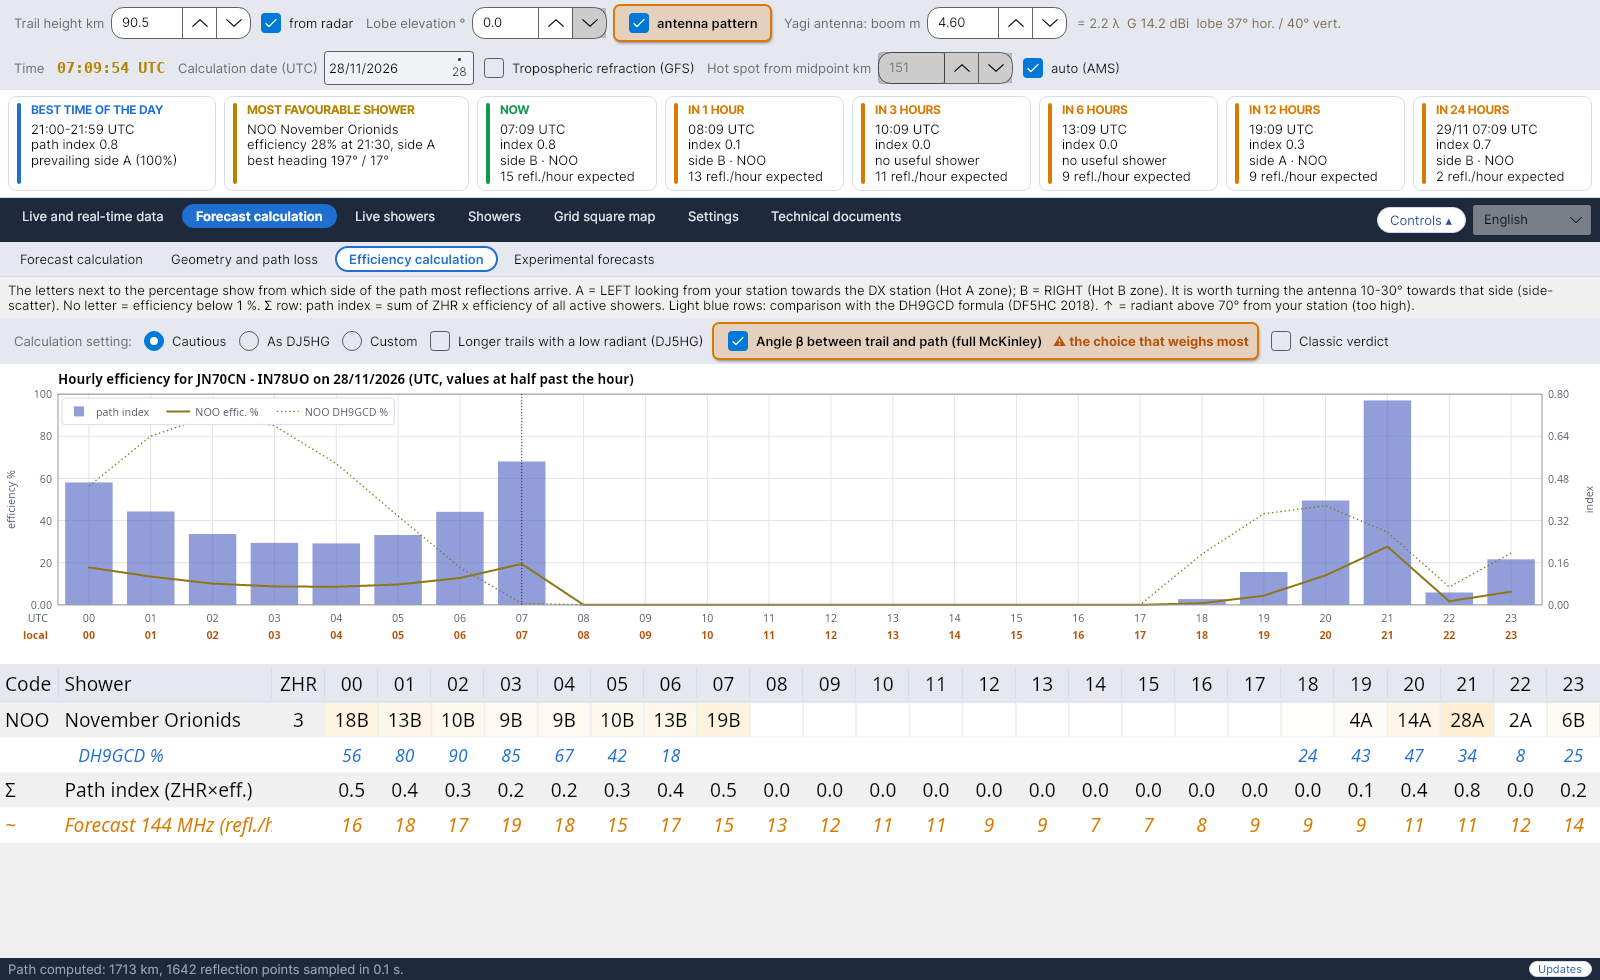 Trail height km 90.5 from radar Lobe elevation ° 0.0 antenna pattern Yagi antenna: boom m 4.60 = 2.2 λ G 14.2 dBi lobe 37° hor. / 40° vert.
Time 07:09:54 UTC Calculation date (UTC) 28/11/2026 28 Tropospheric refraction (GFS) Hot spot from midpoint km 151 auto (AMS)
BEST TIME OF THE DAY
21:00-21:59 UTC
path index 0.8
prevailing side A (100%)
MOST FAVOURABLE SHOWER
NOO November Orionids
efficiency 28% at 21:30, side A
best heading 197° / 17°
NOW
07:09 UTC
index 0.8
side B · NOO
15 refl./hour expected
IN 1 HOUR
08:09 UTC
index 0.1
side B · NOO
13 refl./hour expected
IN 3 HOURS
10:09 UTC
index 0.0
no useful shower
11 refl./hour expected
IN 6 HOURS
13:09 UTC
index 0.0
no useful shower
9 refl./hour expected
IN 12 HOURS
19:09 UTC
index 0.3
side A · NOO
9 refl./hour expected
IN 24 HOURS
29/11 07:09 UTC
index 0.7
side B · NOO
2 refl./hour expected
Live and real-time data Forecast calculation Live showers Showers Grid square map Settings Technical documents Controls ▴ English
Forecast calculation Geometry and path loss Efficiency calculation Experimental forecasts
The letters next to the percentage show from which side of the path most reflections arrive. A = LEFT looking from your station towards the DX station (Hot A zone); B = RIGHT (Hot B zone). It is worth turning the antenna 10-30° towards that side (side-
scatter). No letter = efficiency below 1 %. Σ row: path index = sum of ZHR x efficiency of all active showers. Light blue rows: comparison with the DH9GCD formula (DF5HC 2018). ↑ = radiant above 70° from your station (too high).
Calculation setting: Cautious As DJ5HG Custom Longer trails with a low radiant (DJ5HG) Angle β between trail and path (full McKinley) ⚠ the choice that weighs most Classic verdict
Hourly efficiency for JN70CN - IN78UO on 28/11/2026 (UTC, values at half past the hour)
path index NOO effic. % NOO DH9GCD %
efficiency %
100
80
60
40
20
0.00
0.80
0.64
0.48
0.32
0.16
0.00
index
UTC 00 01 02 03 04 05 06 07 08 09 10 11 12 13 14 15 16 17 18 19 20 21 22 23
local 00 01 02 03 04 05 06 07 08 09 10 11 12 13 14 15 16 17 18 19 20 21 22 23
Code Shower ZHR 00 01 02 03 04 05 06 07 08 09 10 11 12 13 14 15 16 17 18 19 20 21 22 23
NOO November Orionids 3 18B 13B 10B 9B 9B 10B 13B 19B 4A 14A 28A 2A 6B
DH9GCD % 56 80 90 85 67 42 18 24 43 47 34 8 25
Σ Path index (ZHR×eff.) 0.5 0.4 0.3 0.2 0.2 0.3 0.4 0.5 0.0 0.0 0.0 0.0 0.0 0.0 0.0 0.0 0.0 0.0 0.0 0.1 0.4 0.8 0.0 0.2
~ Forecast 144 MHz (refl./h 16 18 17 19 18 15 17 15 13 12 11 11 9 9 7 7 8 9 9 9 11 11 12 14
Path computed: 1713 km, 1642 reflection points sampled in 0.1 s. Updates